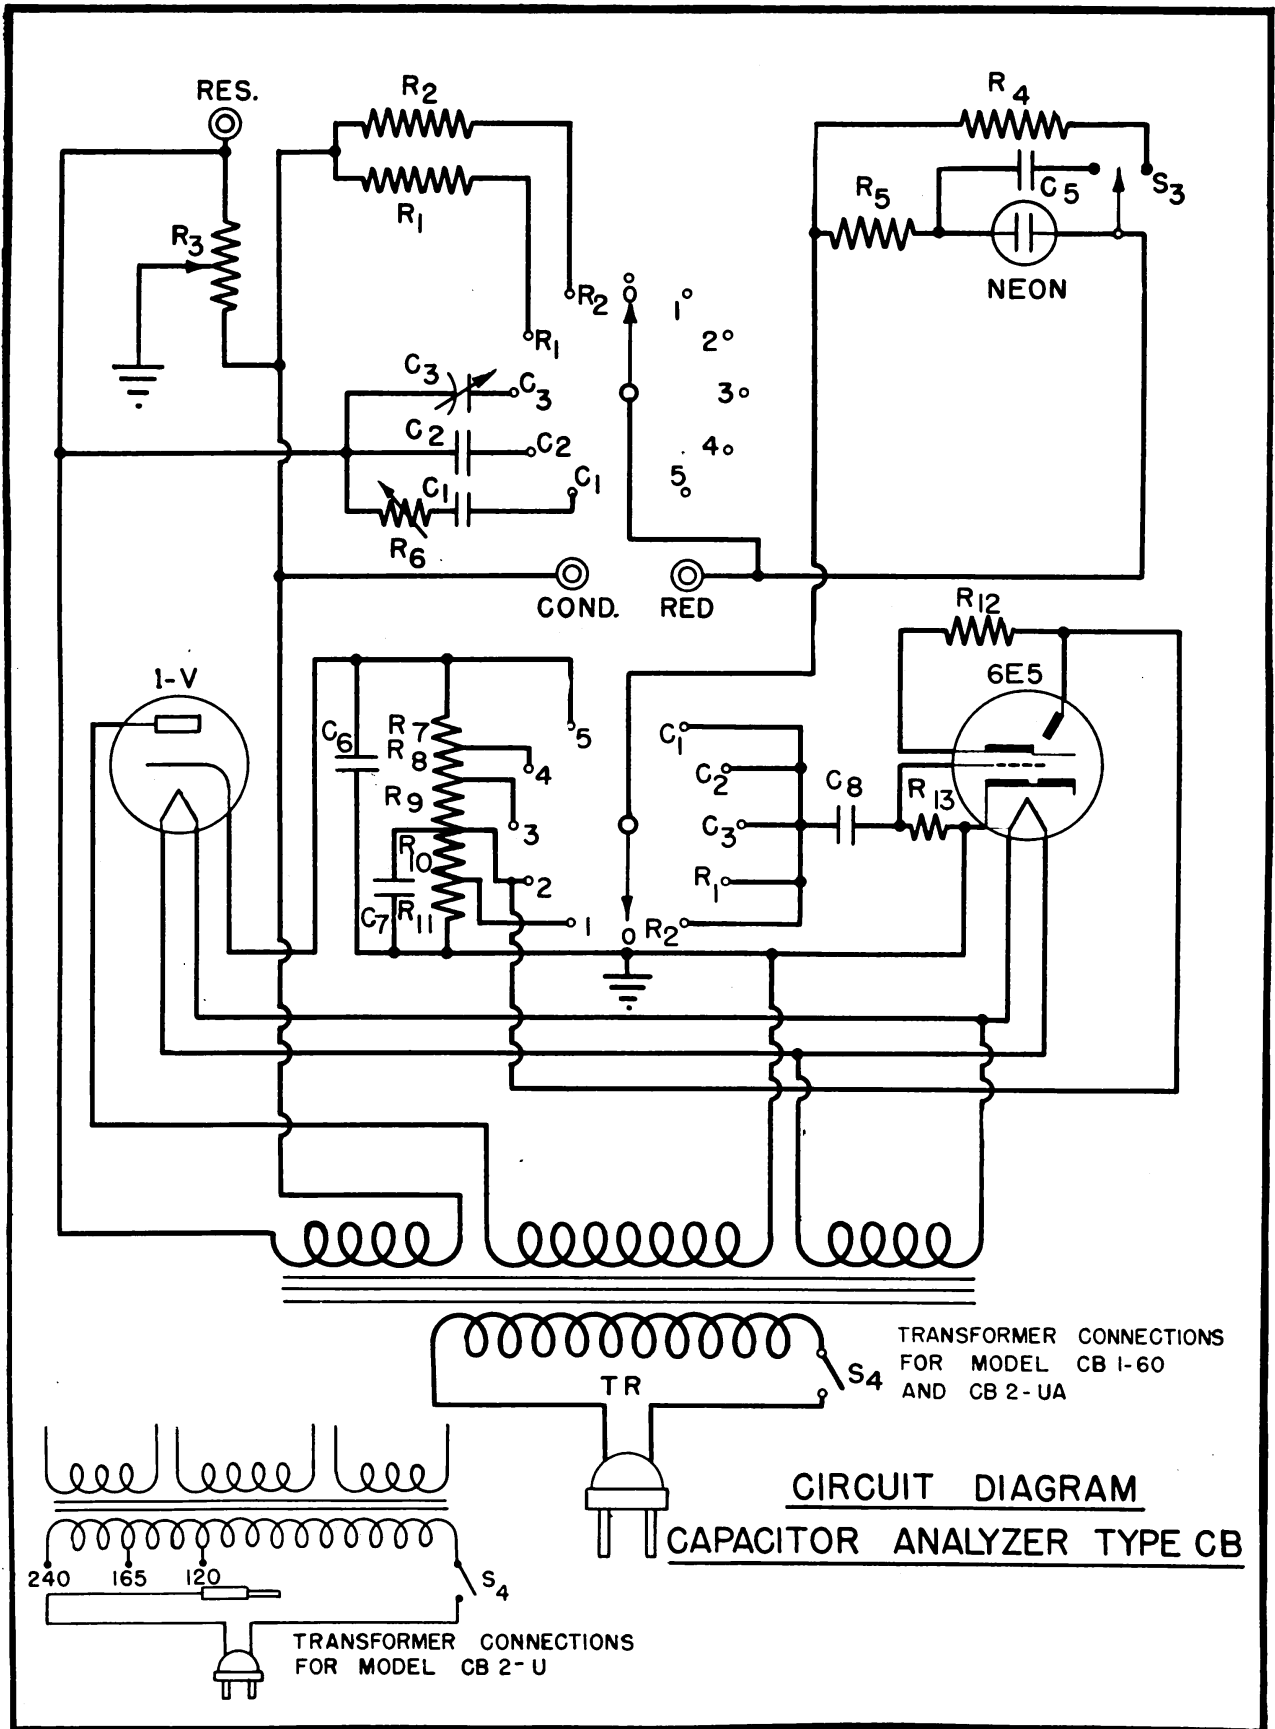 RES.
R2
R4
R1
R3
R5
C5
S3
NEON
R2
0
1
R1
2
C3
C3
3
C2
C2
4
C1
C1
5
R6
COND.
RED
R12
1-V
6E5
C6
R7
R8
5
C1
4
C2
C8
R9
R13
3
C3
R10
2
R1
C7
R11
1
R2
0
TRANSFORMER CONNECTIONS
FOR MODEL CB 1-60
AND CB 2-UA
S4
TR
CIRCUIT DIAGRAM
CAPACITOR ANALYZER TYPE CB
240
165
120
S4
TRANSFORMER CONNECTIONS
FOR MODEL CB 2-U